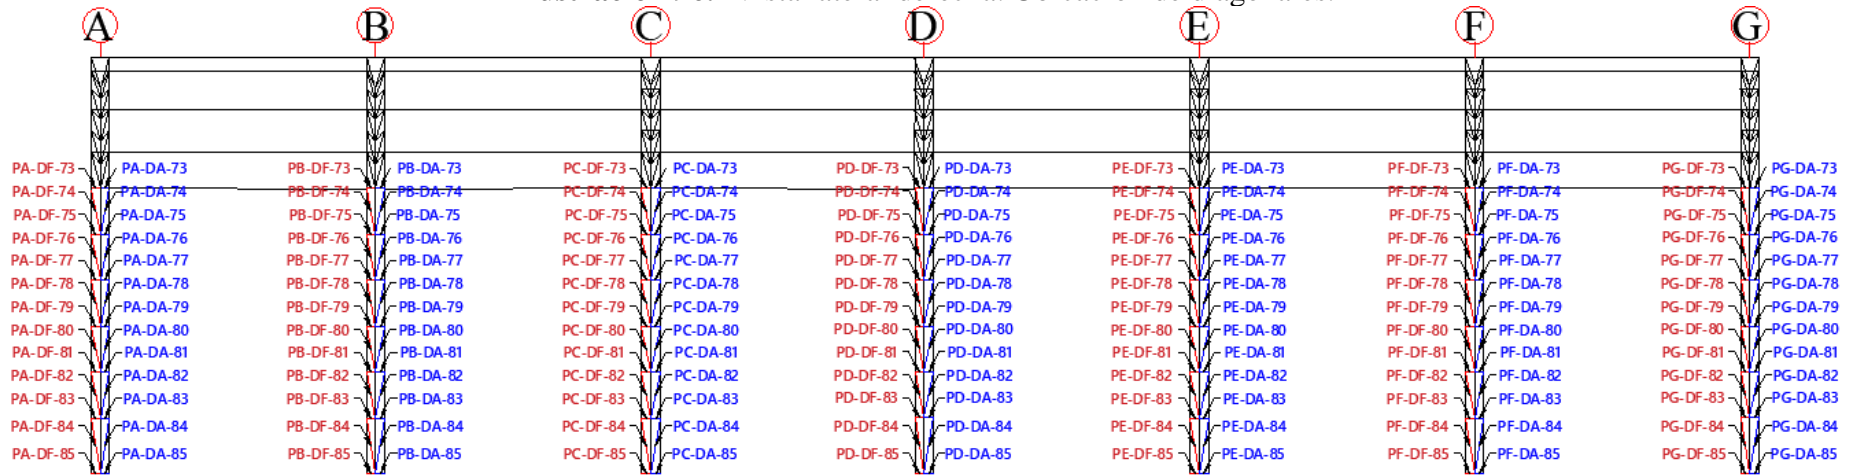 A B C D E F G
PA-DF-73 PA-DA-73 PB-DF-73 PB-DA-73 PC-DF-73 PC-DA-73 PD-DF-73 PD-DA-73 PE-DF-73 PE-DA-73 PF-DF-73 PF-DA-73 PG-DF-73 PG-DA-73
PA-DF-74 PA-DA-74 PB-DF-74 PB-DA-74 PC-DF-74 PC-DA-74 PD-DF-74 PD-DA-74 PE-DF-74 PE-DA-74 PF-DF-74 PF-DA-74 PG-DF-74 PG-DA-74
PA-DF-75 PA-DA-75 PB-DF-75 PB-DA-75 PC-DF-75 PC-DA-75 PD-DF-75 PD-DA-75 PE-DF-75 PE-DA-75 PF-DF-75 PF-DA-75 PG-DF-75 PG-DA-75
PA-DF-76 PA-DA-76 PB-DF-76 PB-DA-76 PC-DF-76 PC-DA-76 PD-DF-76 PD-DA-76 PE-DF-76 PE-DA-76 PF-DF-76 PF-DA-76 PG-DF-76 PG-DA-76
PA-DF-77 PA-DA-77 PB-DF-77 PB-DA-77 PC-DF-77 PC-DA-77 PD-DF-77 PD-DA-77 PE-DF-77 PE-DA-77 PF-DF-77 PF-DA-77 PG-DF-77 PG-DA-77
PA-DF-78 PA-DA-78 PB-DF-78 PB-DA-78 PC-DF-78 PC-DA-78 PD-DF-78 PD-DA-78 PE-DF-78 PE-DA-78 PF-DF-78 PF-DA-78 PG-DF-78 PG-DA-78
PA-DF-79 PA-DA-79 PB-DF-79 PB-DA-79 PC-DF-79 PC-DA-79 PD-DF-79 PD-DA-79 PE-DF-79 PE-DA-79 PF-DF-79 PF-DA-79 PG-DF-79 PG-DA-79
PA-DF-80 PA-DA-80 PB-DF-80 PB-DA-80 PC-DF-80 PC-DA-80 PD-DF-80 PD-DA-80 PE-DF-80 PE-DA-80 PF-DF-80 PF-DA-80 PG-DF-80 PG-DA-80
PA-DF-81 PA-DA-81 PB-DF-81 PB-DA-81 PC-DF-81 PC-DA-81 PD-DF-81 PD-DA-81 PE-DF-81 PE-DA-81 PF-DF-81 PF-DA-81 PG-DF-81 PG-DA-81
PA-DF-82 PA-DA-82 PB-DF-82 PB-DA-82 PC-DF-82 PC-DA-82 PD-DF-82 PD-DA-82 PE-DF-82 PE-DA-82 PF-DF-82 PF-DA-82 PG-DF-82 PG-DA-82
PA-DF-83 PA-DA-83 PB-DF-83 PB-DA-83 PC-DF-83 PC-DA-83 PD-DF-83 PD-DA-83 PE-DF-83 PE-DA-83 PF-DF-83 PF-DA-83 PG-DF-83 PG-DA-83
PA-DF-84 PA-DA-84 PB-DF-84 PB-DA-84 PC-DF-84 PC-DA-84 PD-DF-84 PD-DA-84 PE-DF-84 PE-DA-84 PF-DF-84 PF-DA-84 PG-DF-84 PG-DA-84
PA-DF-85 PA-DA-85 PB-DF-85 PB-DA-85 PC-DF-85 PC-DA-85 PD-DF-85 PD-DA-85 PE-DF-85 PE-DA-85 PF-DF-85 PF-DA-85 PG-DF-85 PG-DA-85